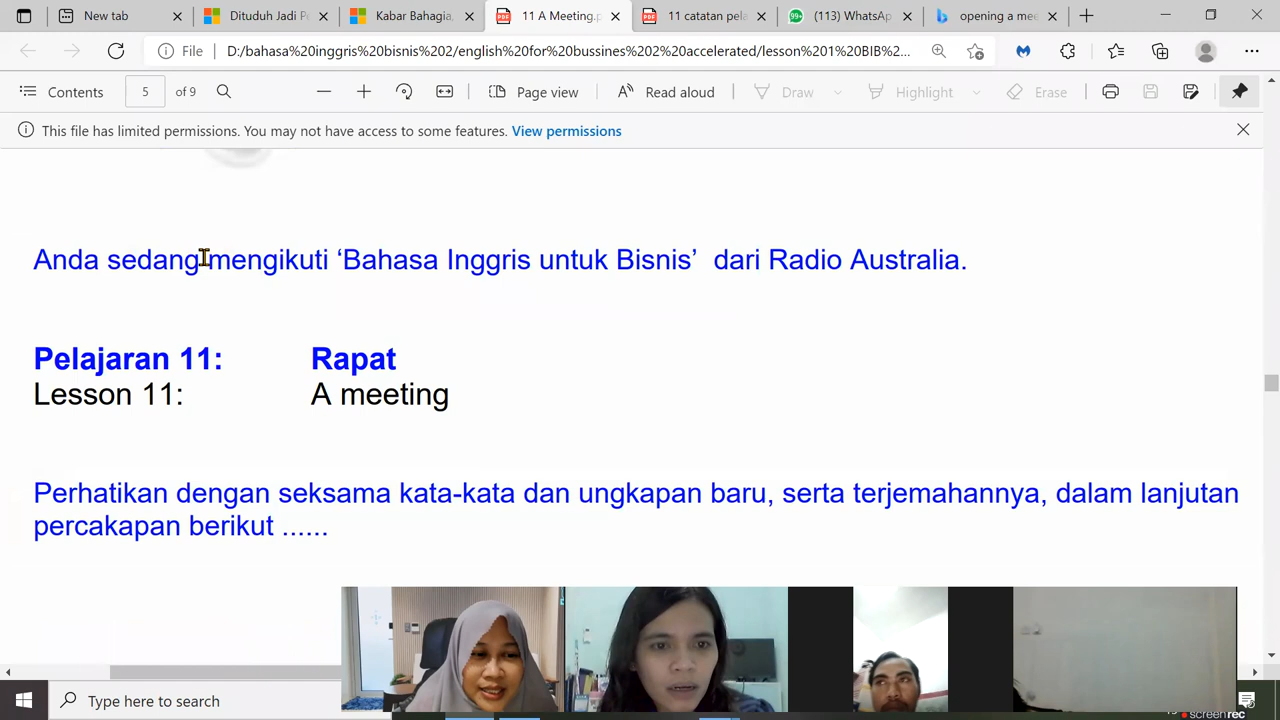 New tab
Dituduh Jadi P
Kabar Bahagia,
11 A Meeting.p
11 catatan pela
(113) WhatsApp
opening a mee
File
D:/bahasa%20inggris%20bisnis%202/english%20for%20bussines%202%20accelerated/lesson%201%20BIB%2...
Contents
5
of 9
Page view
Read aloud
Draw
Highlight
Erase
This file has limited permissions. You may not have access to some features. View permissions
Anda sedang mengikuti ‘Bahasa Inggris untuk Bisnis’ dari Radio Australia.
Pelajaran 11: Rapat
Lesson 11: A meeting
Perhatikan dengan seksama kata-kata dan ungkapan baru, serta terjemahannya, dalam lanjutan
percakapan berikut ......
Type here to search
screenrec